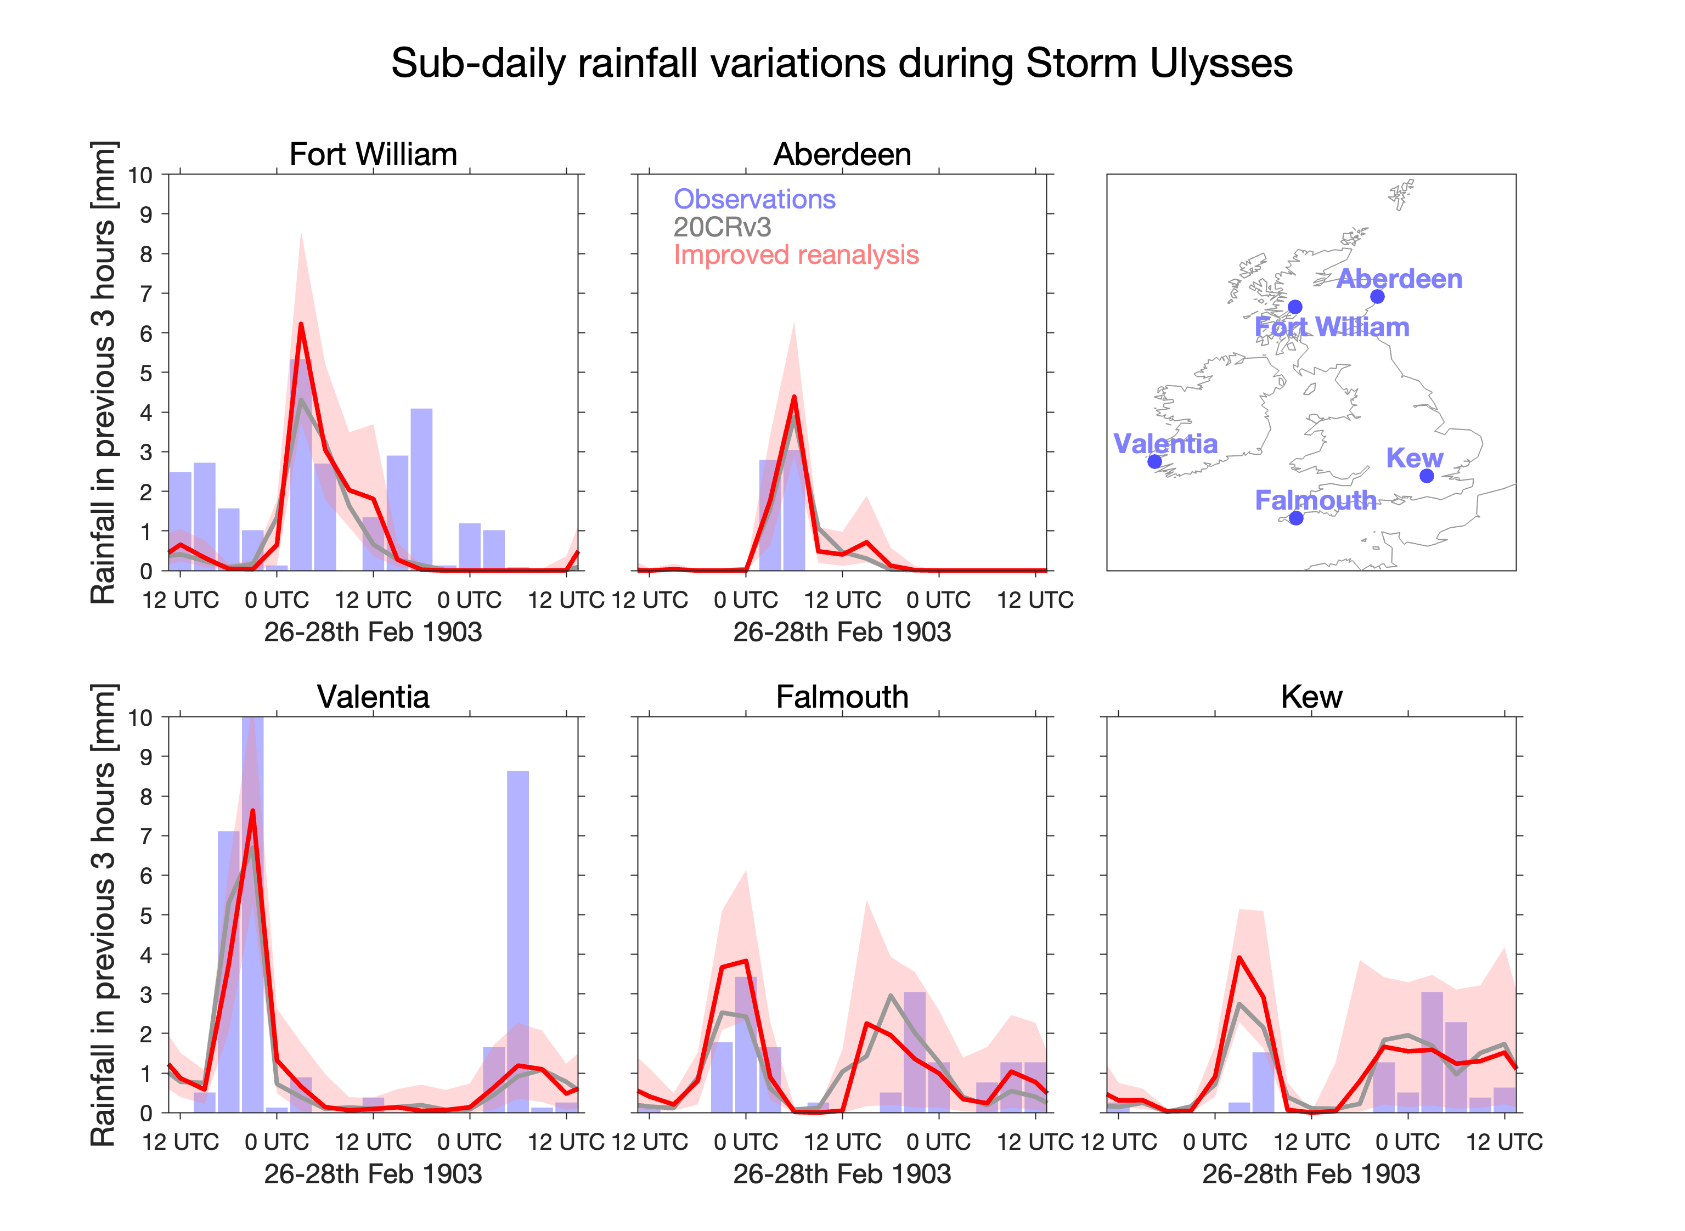 Sub-daily rainfall variations during Storm Ulysses
Fort William
Rainfall in previous 3 hours [mm]
10
9
8
7
6
5
4
3
2
1
0
12 UTC 0 UTC 12 UTC 0 UTC 12 UTC
26-28th Feb 1903
Aberdeen
Observations
20CRv3
Improved reanalysis
12 UTC 0 UTC 12 UTC 0 UTC 12 UTC
26-28th Feb 1903
Aberdeen
Fort William
Valentia
Kew
Falmouth
Valentia
Rainfall in previous 3 hours [mm]
10
9
8
7
6
5
4
3
2
1
0
12 UTC 0 UTC 12 UTC 0 UTC 12 UTC
26-28th Feb 1903
Falmouth
12 UTC 0 UTC 12 UTC 0 UTC 12 UTC
26-28th Feb 1903
Kew
12 UTC 0 UTC 12 UTC 0 UTC 12 UTC
26-28th Feb 1903